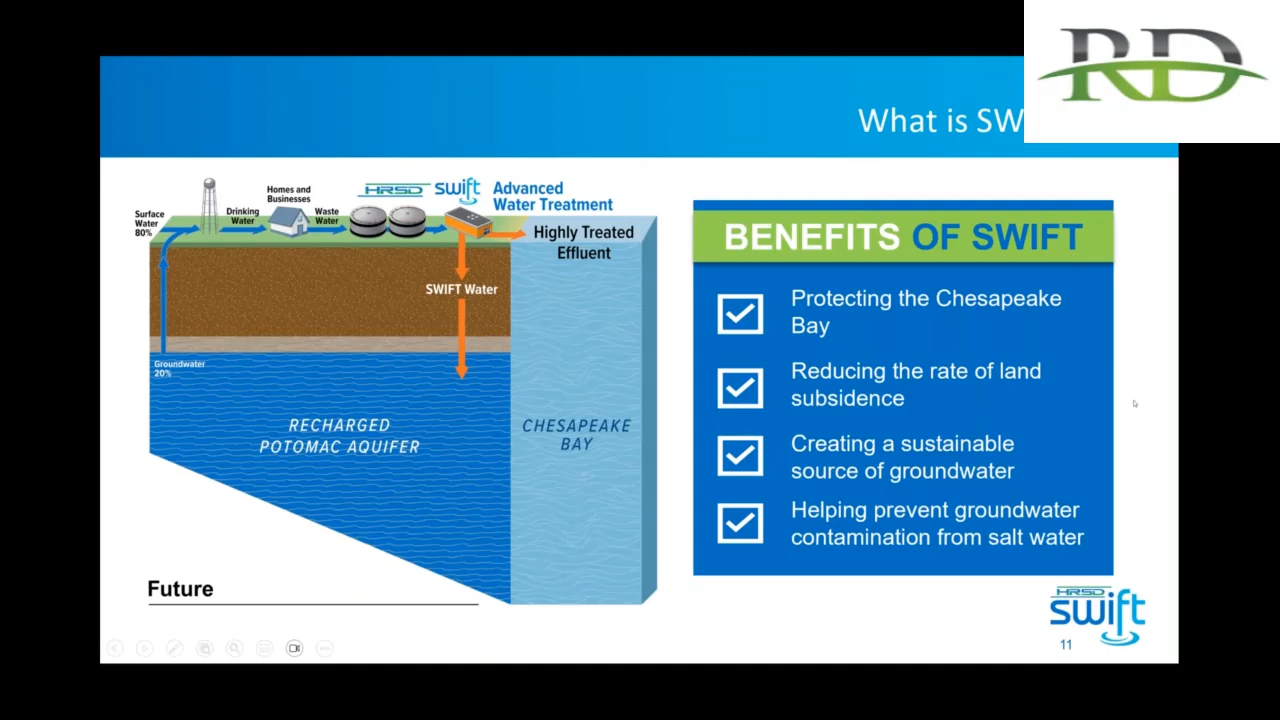 RD
What is SW
HRSD swift Advanced
Water Treatment
Homes and
Businesses
Surface
Water
80%
Drinking
Water
Waste
Water
Highly Treated
Effluent
SWIFT Water
Groundwater
20%
RECHARGED
POTOMAC AQUIFER
CHESAPEAKE
BAY
Future
BENEFITS OF SWIFT
Protecting the Chesapeake
Bay
Reducing the rate of land
subsidence
Creating a sustainable
source of groundwater
Helping prevent groundwater
contamination from salt water
HRSD
swift
11